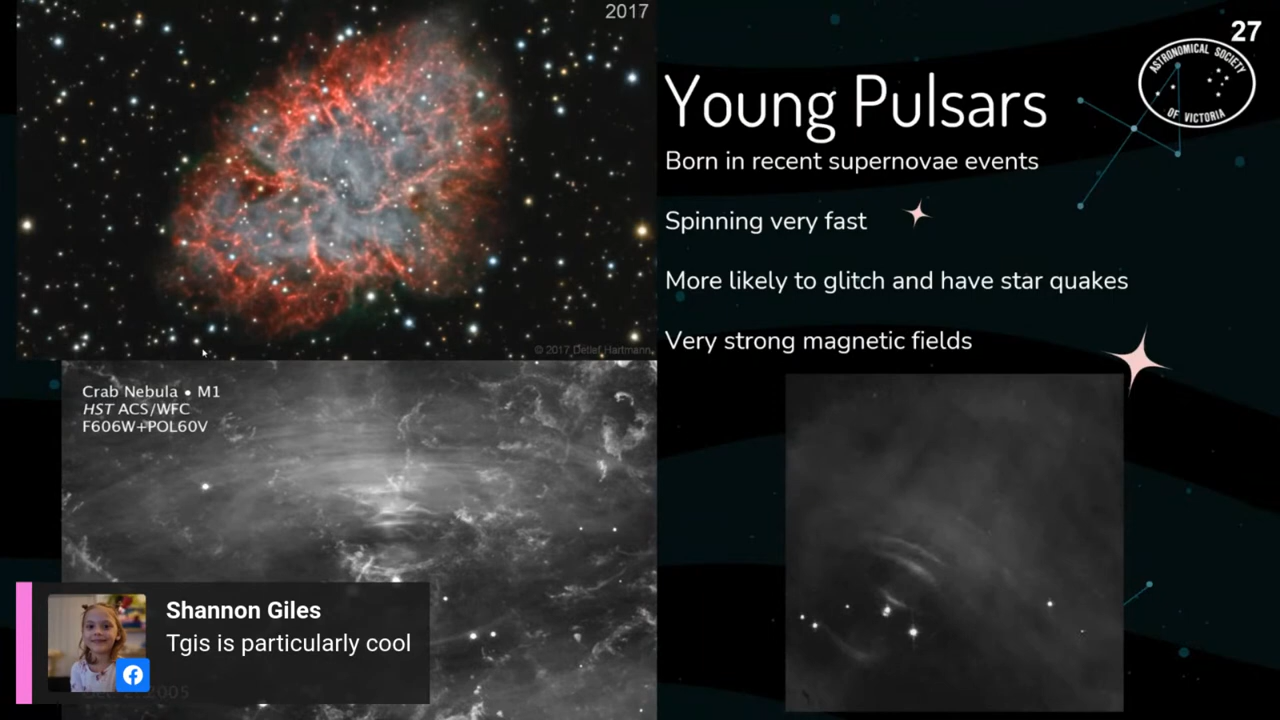 2017
© 2017 Detlef Hartmann
Crab Nebula • M1
HST ACS/WFC
F606W+POL60V
2005
Shannon Giles
Tgis is particularly cool
27
ASTRONOMICAL SOCIETY
OF VICTORIA
Young Pulsars
Born in recent supernovae events
Spinning very fast
More likely to glitch and have star quakes
Very strong magnetic fields